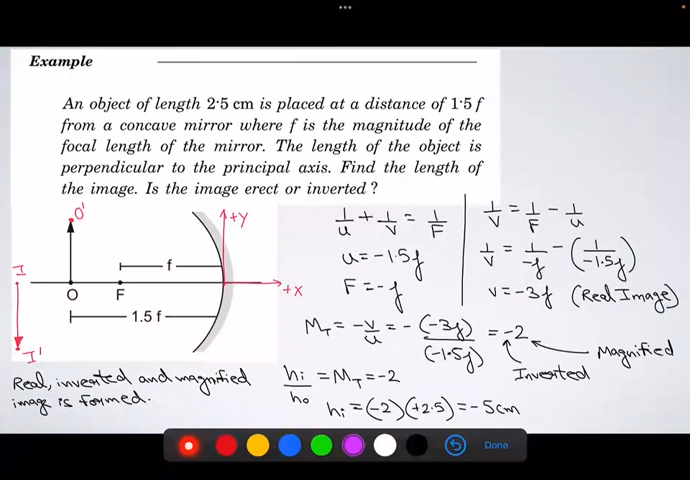 Example
An object of length 2·5 cm is placed at a distance of 1·5 f
from a concave mirror where f is the magnitude of the
focal length of the mirror. The length of the object is
perpendicular to the principal axis. Find the length of
the image. Is the image erect or inverted ?
O'
+Y
I
f
O
F
+X
1.5 f
I'
Real, inverted and magnified
image is formed.
1/u + 1/v = 1/F
u = -1·5f
F = -f
1/v = 1/F - 1/u
1/v = 1/-f - (1/-1·5f)
v = -3f (Real Image)
M_T = -v/u = - (-3f)/(-1·5f) = -2
Inverted
Magnified
hi/ho = M_T = -2
hi = (-2)(+2·5) = -5cm
Done